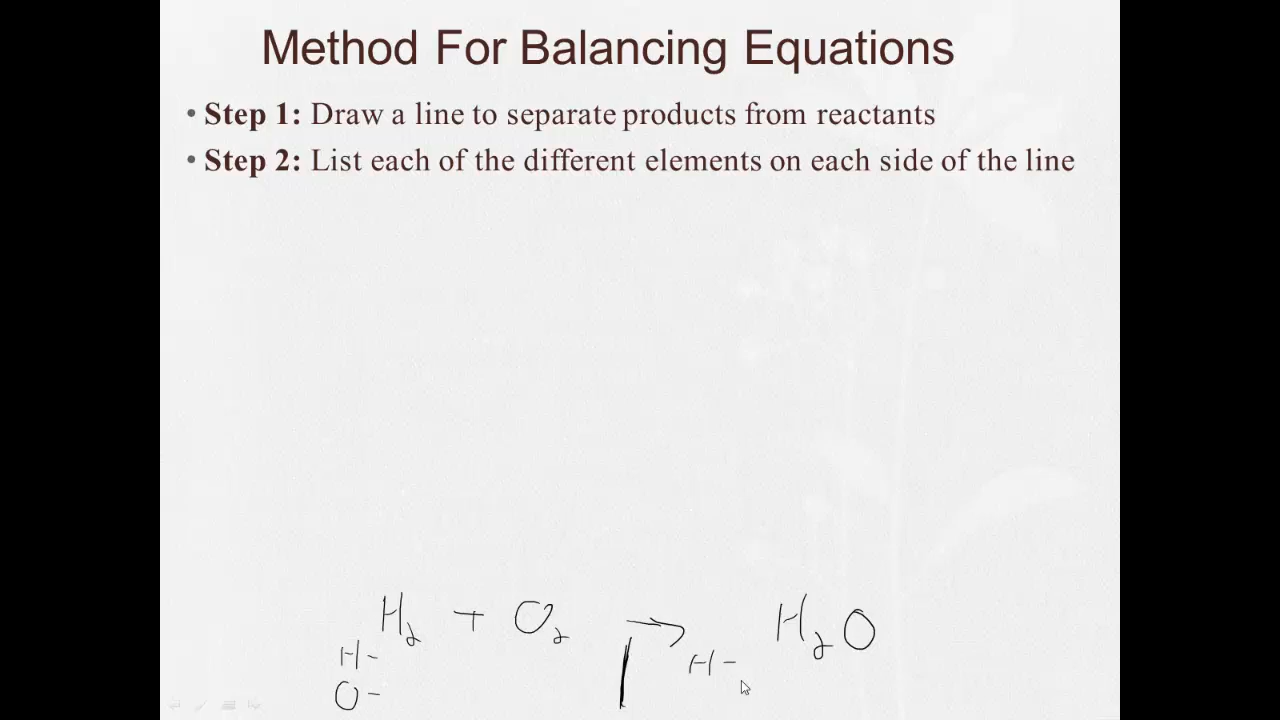 Method For Balancing Equations
• Step 1: Draw a line to separate products from reactants
• Step 2: List each of the different elements on each side of the line
H₂ + O₂ → H₂O
H- H-
O-